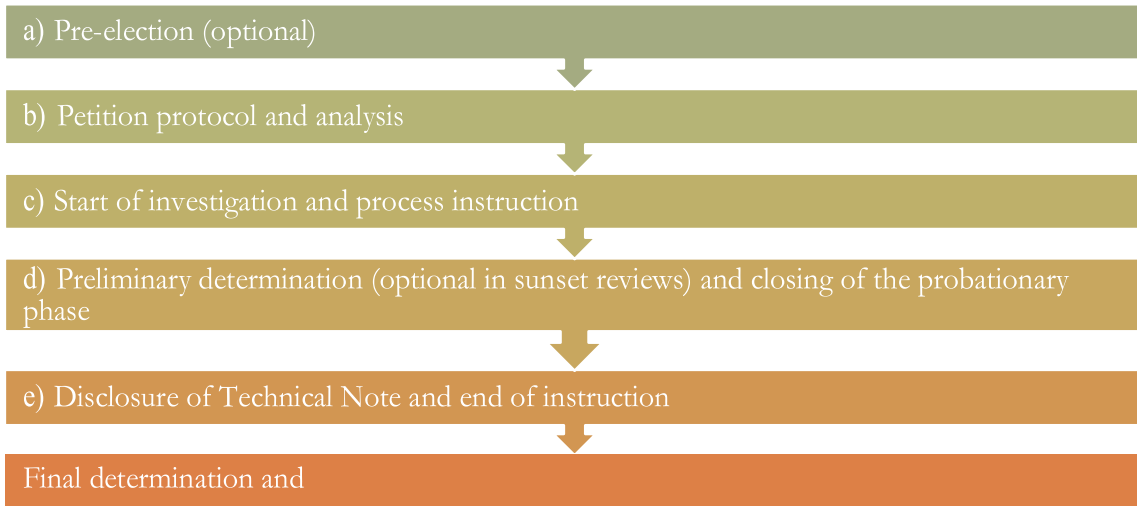 a) Pre-election (optional)
b) Petition protocol and analysis
c) Start of investigation and process instruction
d) Preliminary determination (optional in sunset reviews) and closing of the probationary
phase
e) Disclosure of Technical Note and end of instruction
Final determination and